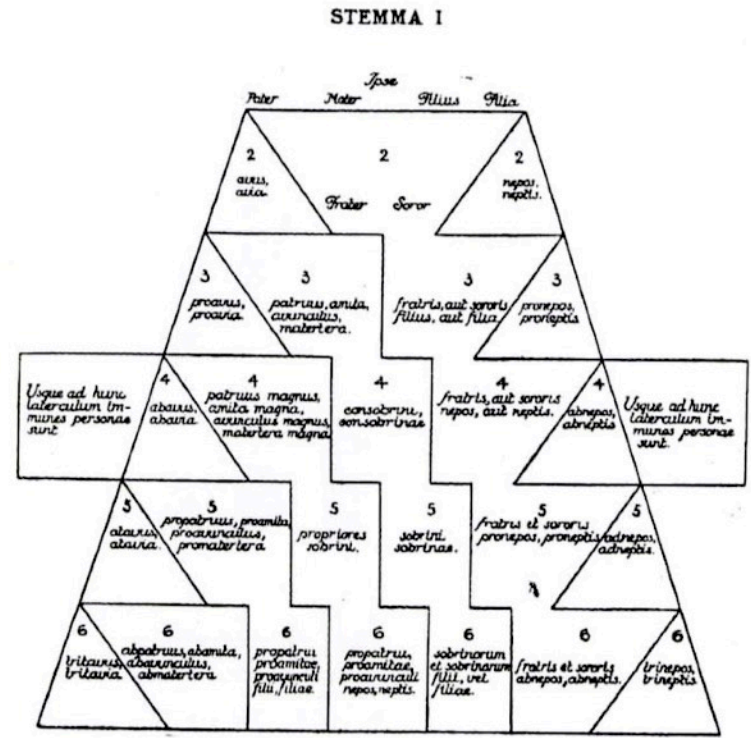 STEMMA I
Ipse
Pater Mater Filius Filia
2 2 2
avus,
avia.
nepos,
neptis.
Frater Soror
3 3 3 3
proavus,
proavia.
patruus, amita,
avunculus,
matertera.
fratris, aut sororis
filius, aut filia.
pronepos,
proneptis
Usque ad hunc
laterculum im-
munes personae
sunt
4
abavus,
abavia
4
patruus magnus,
amita magna,
avunculus magnus,
matertera magna.
4
consobrini,
consobrinae
4
fratris, aut sororis
nepos, aut neptis.
4
abnepos,
abneptis
Usque ad hunc
laterculum im-
munes personae
sunt.
5
atavus,
atavia.
5
propatruus, proamita,
proavunculus,
promatertera
5
propriores
sobrini.
5
sobrini,
sobrinae.
5
fratris et sororis
pronepos, proneptis
5
adnepos,
adneptis.
6
tritavus,
tritavia
6
abpatruus, abamita,
abavunculus,
abmatertera
6
propatrui
proamitae,
proavunculi
filii, filiae.
6
propatrui,
proamitae,
proavunculi
nepos, neptis.
6
sobrinorum
et sobrinarum
filii, vel
filiae.
6
fratris et sororis
abnepos, abneptis.
6
trinepos,
trineptis.